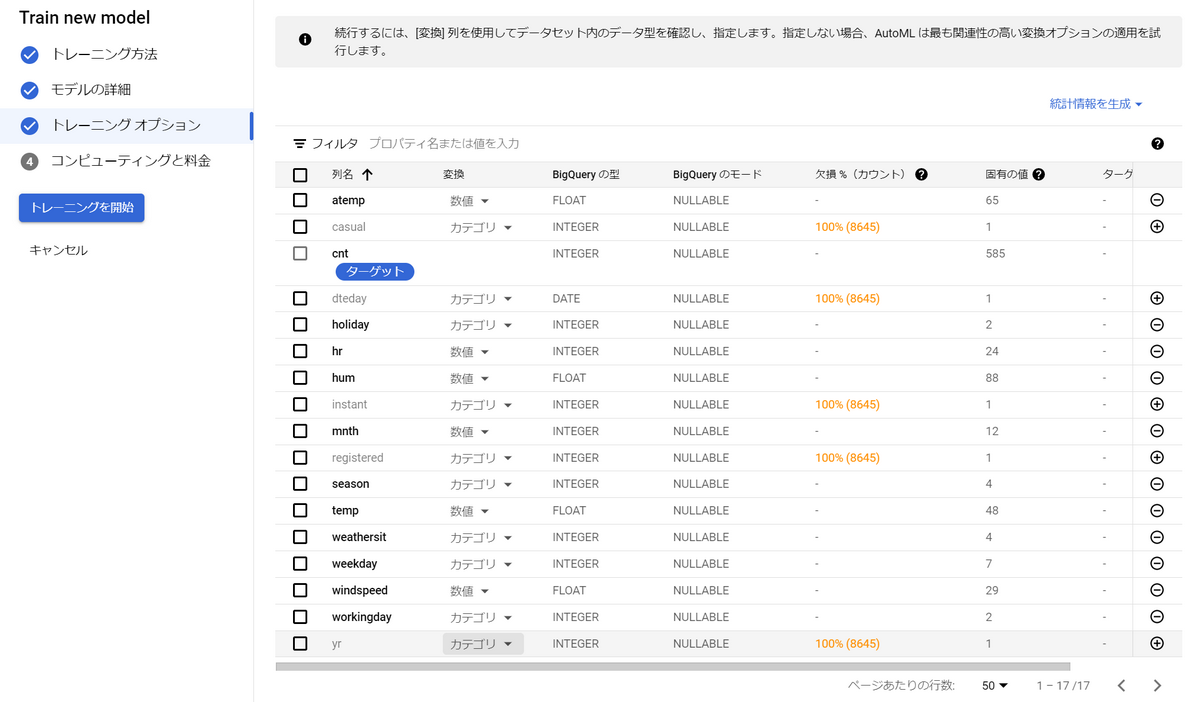 Train new model
トレーニング方法
モデルの詳細
トレーニング オプション
4 コンピューティングと料金
トレーニングを開始
キャンセル
続行するには、[変換] 列を使用してデータセット内のデータ型を確認し、指定します。指定しない場合、AutoML は最も関連性の高い変換オプションの適用を試
行します。
統計情報を生成
フィルタ プロパティ名または値を入力
列名 変換 BigQuery の型 BigQuery のモード 欠損 %（カウント） 固有の値 ターゲ
atemp 数値 FLOAT NULLABLE - 65 -
casual カテゴリ INTEGER NULLABLE 100% (8645) 1 -
cnt INTEGER NULLABLE - 585 -
ターゲット
dteday カテゴリ DATE NULLABLE 100% (8645) 1 -
holiday カテゴリ INTEGER NULLABLE - 2 -
hr 数値 INTEGER NULLABLE - 24 -
hum 数値 FLOAT NULLABLE - 88 -
instant カテゴリ INTEGER NULLABLE 100% (8645) 1 -
mnth 数値 INTEGER NULLABLE - 12 -
registered カテゴリ INTEGER NULLABLE 100% (8645) 1 -
season カテゴリ INTEGER NULLABLE - 4 -
temp 数値 FLOAT NULLABLE - 48 -
weathersit カテゴリ INTEGER NULLABLE - 4 -
weekday カテゴリ INTEGER NULLABLE - 7 -
windspeed 数値 FLOAT NULLABLE - 29 -
workingday カテゴリ INTEGER NULLABLE - 2 -
yr カテゴリ INTEGER NULLABLE 100% (8645) 1 -
ページあたりの行数: 50 1 – 17 /17